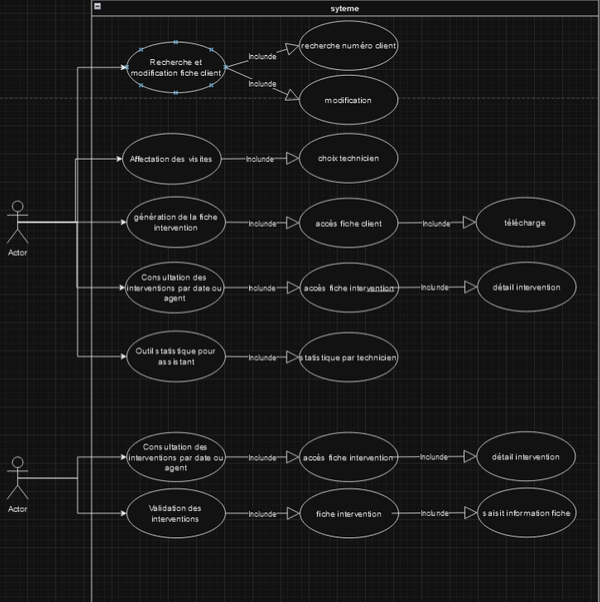 syteme
recherche numéro client
Inclunde
Recherche et
modification fiche client
Inclunde
modification
Affectation des visites
Inclunde
choix technicien
génération de la fiche
intervention
Inclunde
accès fiche client
Inclunde
télécharge
Actor
Consultation des
interventions par date ou
agent
Inclunde
accès fiche intervention
Inclunde
détail intervention
Outil statistique pour
assistant
Inclunde
statistique par technicien
Consultation des
interventions par date ou
agent
Inclunde
accès fiche intervention
Inclunde
détail intervention
Actor
Validation des
interventions
Inclunde
fiche intervention
Inclunde
saisit information fiche